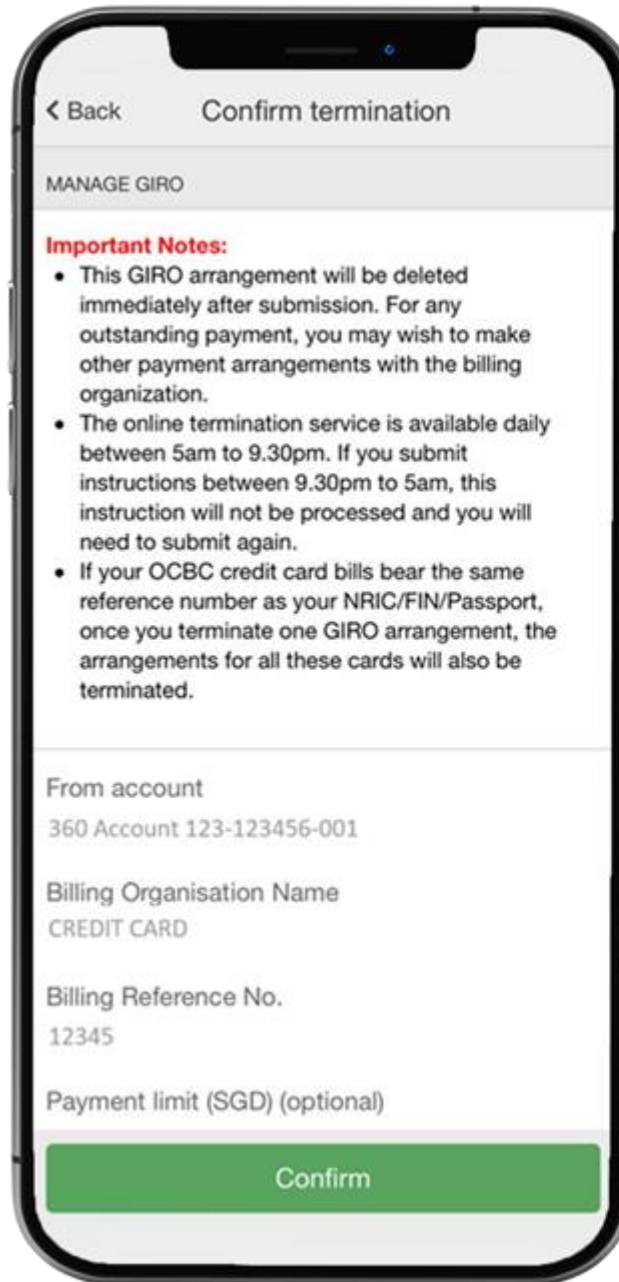 Back
Confirm termination
MANAGE GIRO
Important Notes:
• This GIRO arrangement will be deleted
immediately after submission. For any
outstanding payment, you may wish to make
other payment arrangements with the billing
organization.
• The online termination service is available daily
between 5am to 9.30pm. If you submit
instructions between 9.30pm to 5am, this
instruction will not be processed and you will
need to submit again.
• If your OCBC credit card bills bear the same
reference number as your NRIC/FIN/Passport,
once you terminate one GIRO arrangement, the
arrangements for all these cards will also be
terminated.
From account
360 Account 123-123456-001
Billing Organisation Name
CREDIT CARD
Billing Reference No.
12345
Payment limit (SGD) (optional)
Confirm